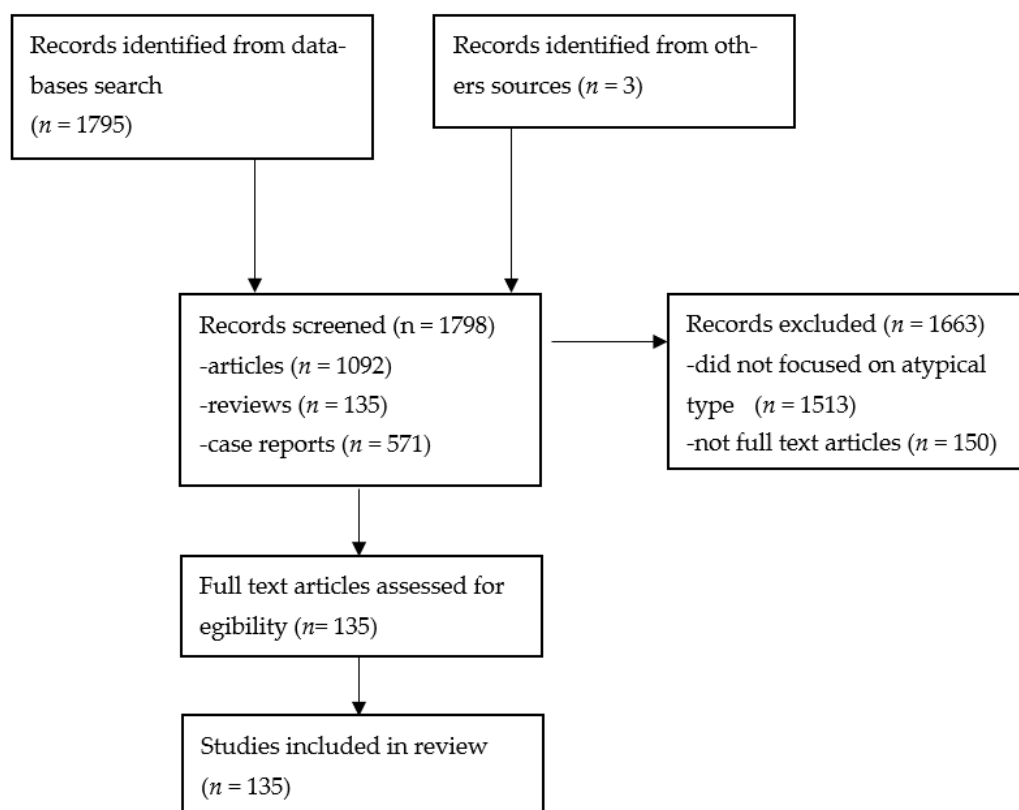 Records identified from data-
bases search
(n = 1795)
Records identified from oth-
ers sources (n = 3)
Records screened (n = 1798)
-articles (n = 1092)
-reviews (n = 135)
-case reports (n = 571)
Records excluded (n = 1663)
-did not focused on atypical
type (n = 1513)
-not full text articles (n = 150)
Full text articles assessed for
egibility (n= 135)
Studies included in review
(n = 135)